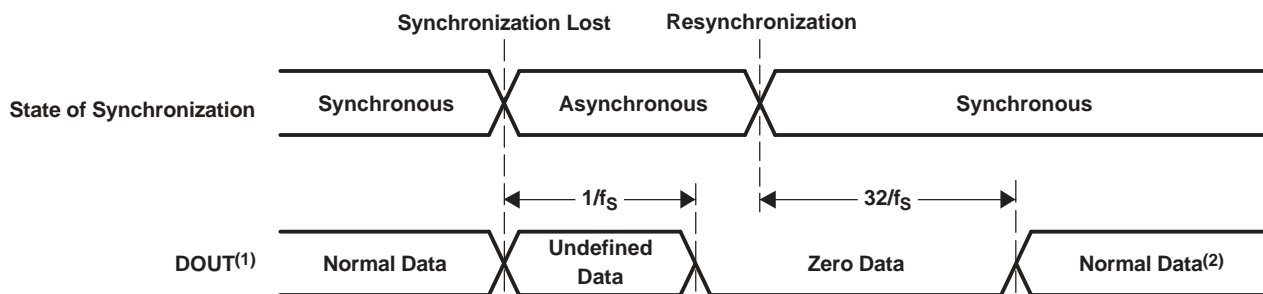 Synchronization Lost Resynchronization
State of Synchronization Synchronous Asynchronous Synchronous
1/fS 32/fS
DOUT(1) Normal Data Undefined Data Zero Data Normal Data(2)